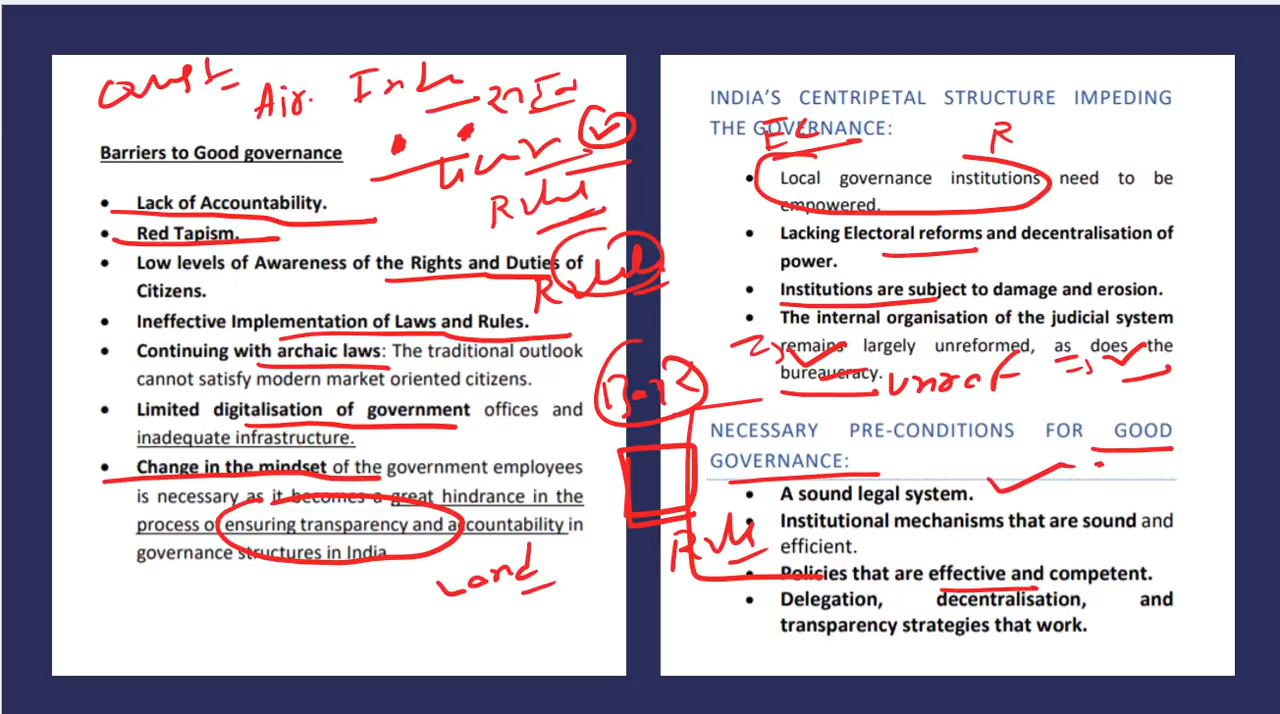 Const
Air.
Barriers to Good governance
Rules
• Lack of Accountability.
• Red Tapism.
• Low levels of Awareness of the Rights and Duties of
Citizens.
• Ineffective Implementation of Laws and Rules.
• Continuing with archaic laws: The traditional outlook
cannot satisfy modern market oriented citizens.
• Limited digitalisation of government offices and
inadequate infrastructure.
• Change in the mindset of the government employees
is necessary as it becomes a great hindrance in the
process of ensuring transparency and accountability in
governance structures in India.
Land
INDIA'S CENTRIPETAL STRUCTURE IMPEDING
THE GOVERNANCE:
EC
R
• Local governance institutions need to be
empowered.
• Lacking Electoral reforms and decentralisation of
power.
• Institutions are subject to damage and erosion.
• The internal organisation of the judicial system
remains largely unreformed, as does the
bureaucracy.
unref
NECESSARY PRE-CONDITIONS FOR GOOD
GOVERNANCE:
• A sound legal system.
• Institutional mechanisms that are sound and
efficient.
• Policies that are effective and competent.
• Delegation, decentralisation, and
transparency strategies that work.